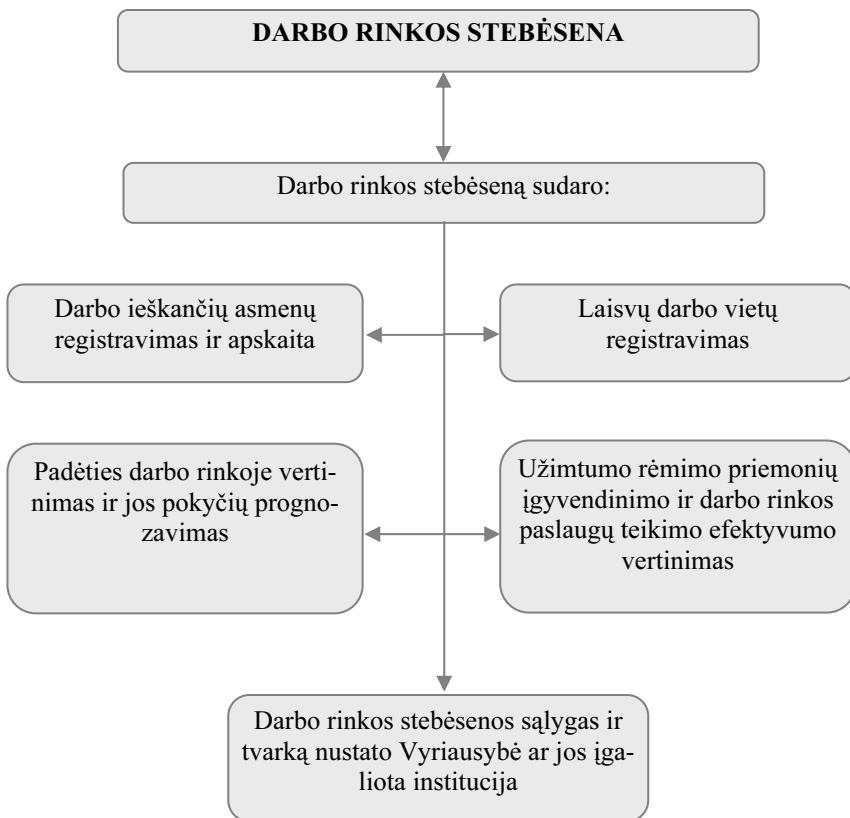 DARBO RINKOS STEBĖSENA
Darbo rinkos stebėseną sudaro:
Darbo ieškančių asmenų
registravimas ir apskaita
Laisvų darbo vietų
registravimas
Padėties darbo rinkoje verti-
nimas ir jos pokyčių progno-
zavimas
Užimtumo rėmimo priemonių
įgyvendinimo ir darbo rinkos
paslaugų teikimo efektyvumo
vertinimas
Darbo rinkos stebėsenos sąlygas ir
tvarką nustato Vyriausybė ar jos įga-
liota institucija